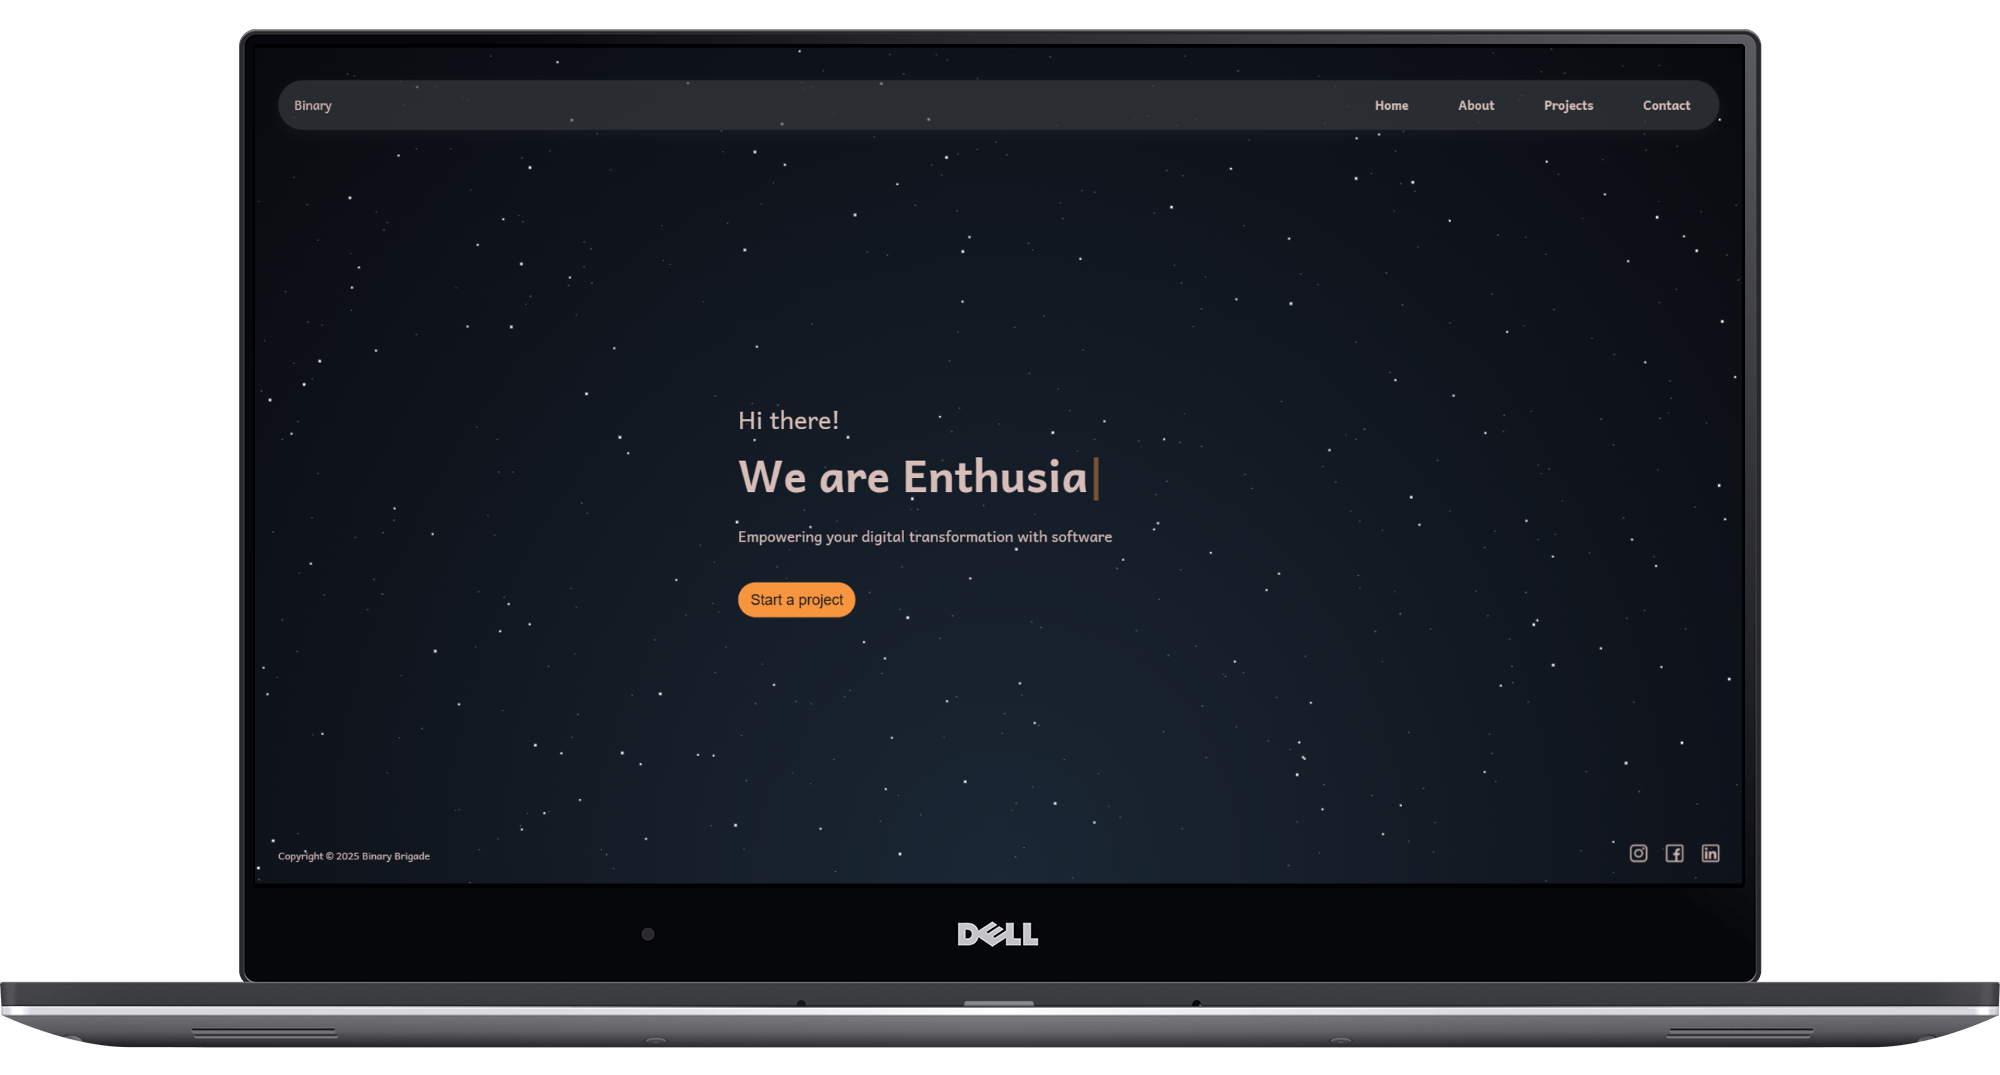 Binary Home About Projects Contact
Hi there!
We are Enthusia
Empowering your digital transformation with software
Start a project
Copyright © 2025 Binary Brigade
DELL